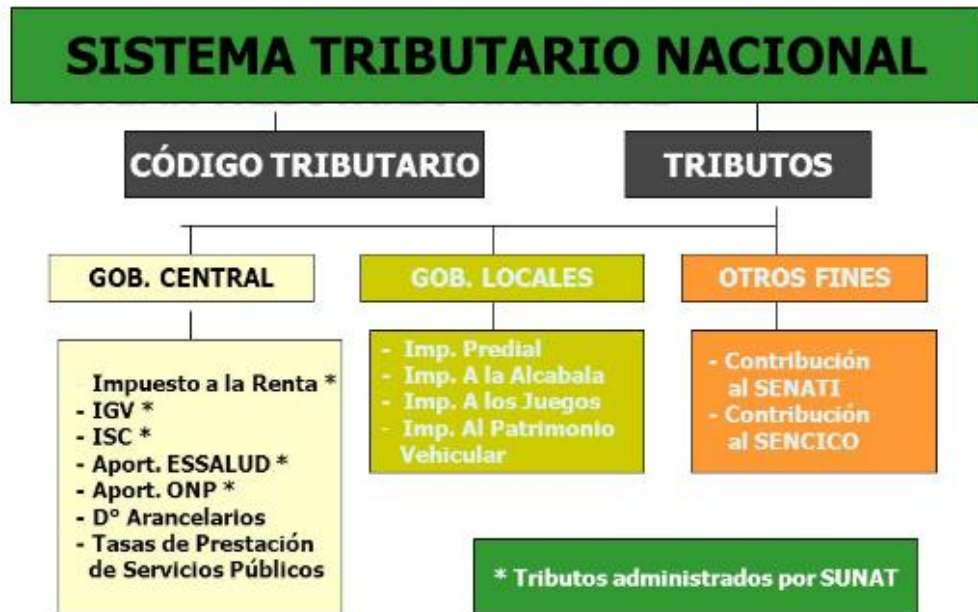 SISTEMA TRIBUTARIO NACIONAL
CÓDIGO TRIBUTARIO
TRIBUTOS
GOB. CENTRAL
Impuesto a la Renta *
- IGV *
- ISC *
- Aport. ESSALUD *
- Aport. ONP *
- D° Arancelarios
- Tasas de Prestación
de Servicios Públicos
GOB. LOCALES
- Imp. Predial
- Imp. A la Alcabala
- Imp. A los Juegos
- Imp. Al Patrimonio
Vehicular
OTROS FINES
- Contribución
al SENATI
- Contribución
al SENCICO
* Tributos administrados por SUNAT